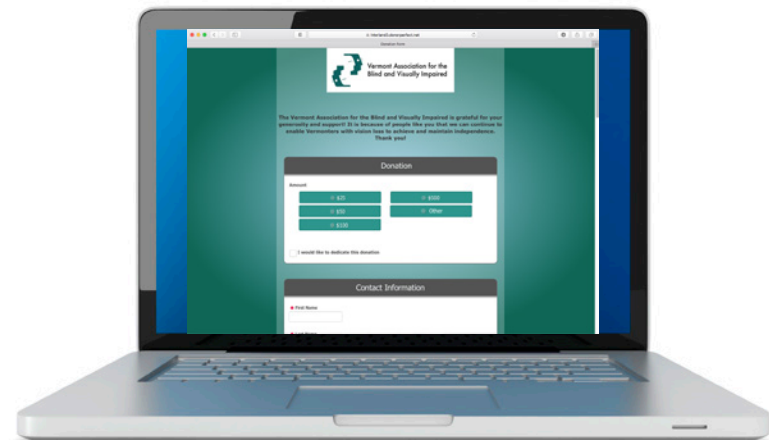 Donation Form
Vermont Association for the
Blind and Visually Impaired
The Vermont Association for the Blind and Visually Impaired is grateful for your
generosity and support! It is because of people like you that we can continue to
enable Vermonters with vision loss to achieve and maintain independence.
Thank you!
Donation
Amount
$25
$50
$100
Other
I would like to dedicate this donation
Contact Information
* First Name